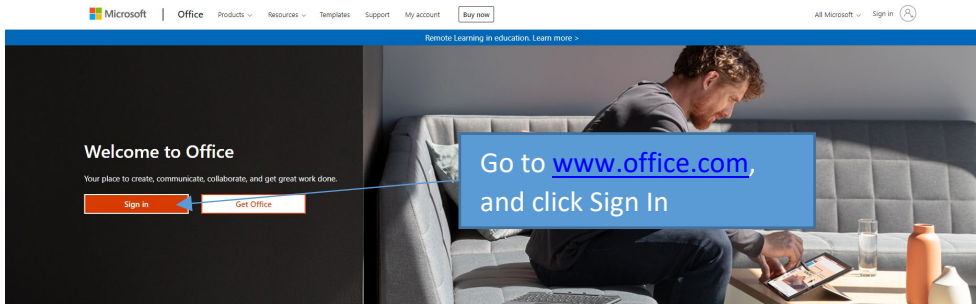 Microsoft Office Products Resources Templates Support My account Buy now All Microsoft Sign in
Remote Learning in education. Learn more >
Welcome to Office
Your place to create, communicate, collaborate, and get great work done.
Sign in Get Office
Go to www.office.com,
and click Sign In